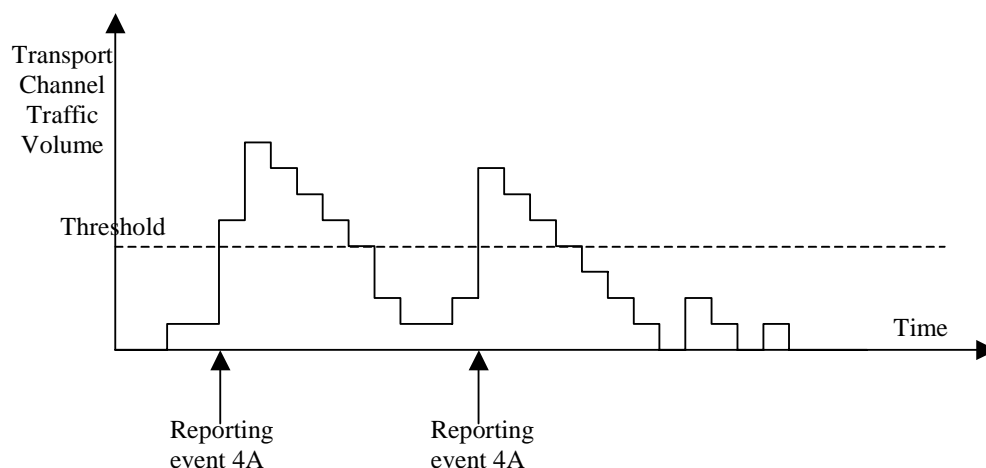 Transport
Channel
Traffic
Volume
Threshold
Time
Reporting
event 4A
Reporting
event 4A